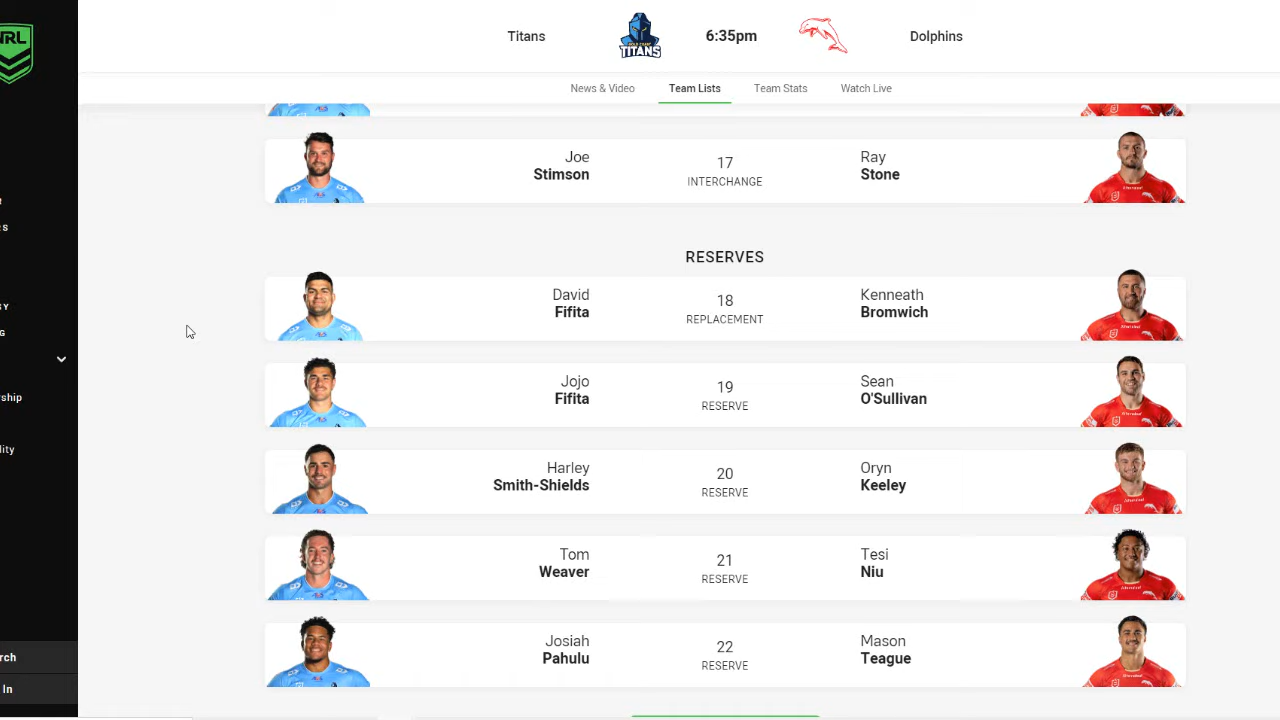 NRL
Titans
TITANS
6:35pm
Dolphins
News & Video
Team Lists
Team Stats
Watch Live
Joe
Stimson
17
INTERCHANGE
Ray
Stone
RESERVES
David
Fifita
18
REPLACEMENT
Kenneath
Bromwich
Jojo
Fifita
19
RESERVE
Sean
O'Sullivan
Harley
Smith-Shields
20
RESERVE
Oryn
Keeley
Tom
Weaver
21
RESERVE
Tesi
Niu
Josiah
Pahulu
22
RESERVE
Mason
Teague